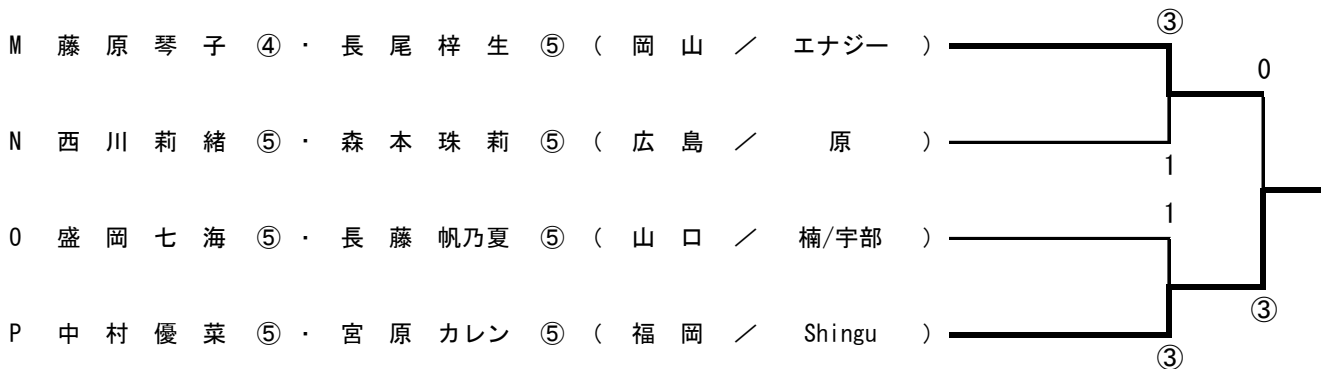 ③
M 藤原琴子 ④ ・ 長尾梓生 ⑤ ( 岡山 ／ エナジー )
0
N 西川莉緒 ⑤ ・ 森本珠莉 ⑤ ( 広島 ／ 原 )
1
1
O 盛岡七海 ⑤ ・ 長藤帆乃夏 ⑤ ( 山口 ／ 楠/宇部 )
③
P 中村優菜 ⑤ ・ 宮原カレン ⑤ ( 福岡 ／ Shingu )
③